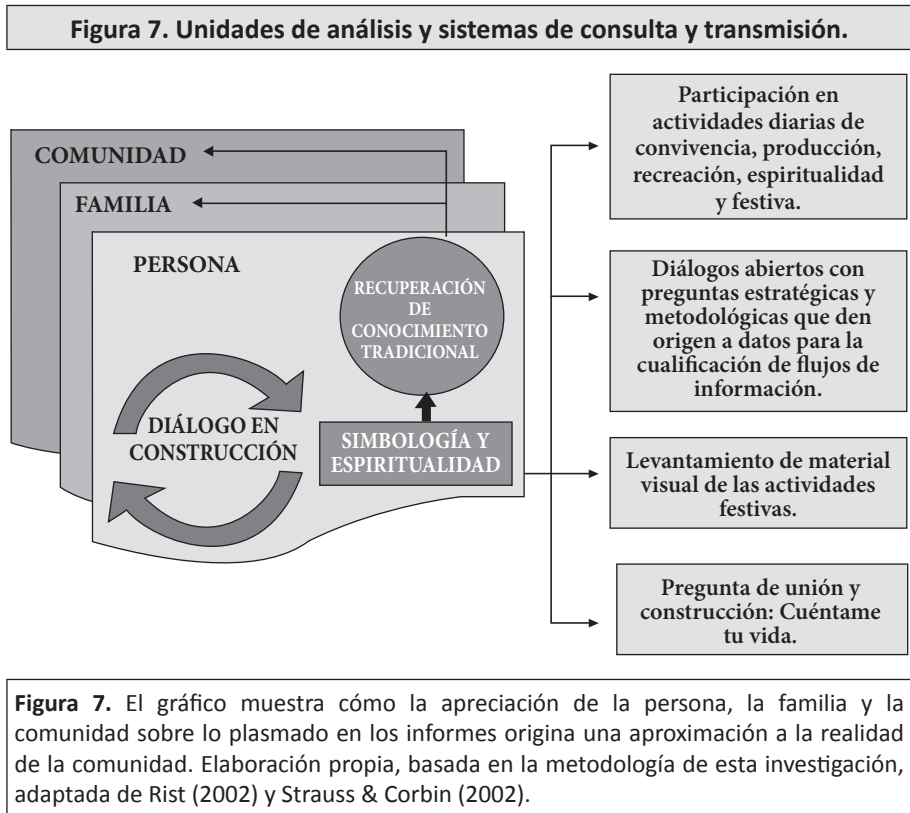 Figura 7. Unidades de análisis y sistemas de consulta y transmisión.
COMUNIDAD
FAMILIA
PERSONA
RECUPERACIÓN
DE
CONOCIMIENTO
TRADICIONAL
DIÁLOGO EN
CONSTRUCCIÓN
SIMBOLOGÍA Y
ESPIRITUALIDAD
Participación en
actividades diarias de
convivencia, producción,
recreación, espiritualidad
y festiva.
Diálogos abiertos con
preguntas estratégicas y
metodológicas que den
origen a datos para la
cualificación de flujos de
información.
Levantamiento de material
visual de las actividades
festivas.
Pregunta de unión y
construcción: Cuéntame
tu vida.
Figura 7. El gráfico muestra cómo la apreciación de la persona, la familia y la
comunidad sobre lo plasmado en los informes origina una aproximación a la realidad
de la comunidad. Elaboración propia, basada en la metodología de esta investigación,
adaptada de Rist (2002) y Strauss & Corbin (2002).